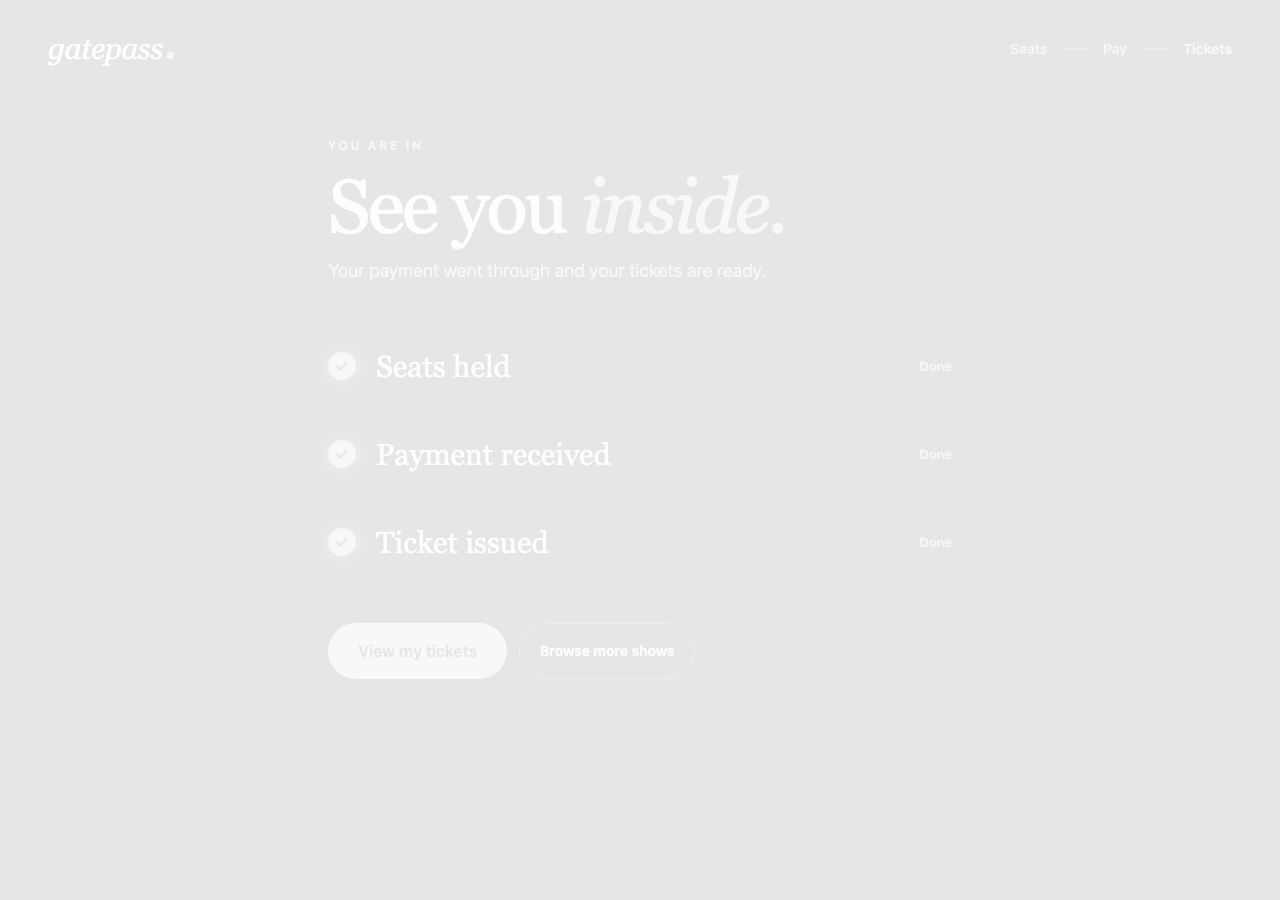 gatepass.
Seats Pay Tickets
YOU ARE IN
See you inside.
Your payment went through and your tickets are ready.
Seats held Done
Payment received Done
Ticket issued Done
View my tickets Browse more shows